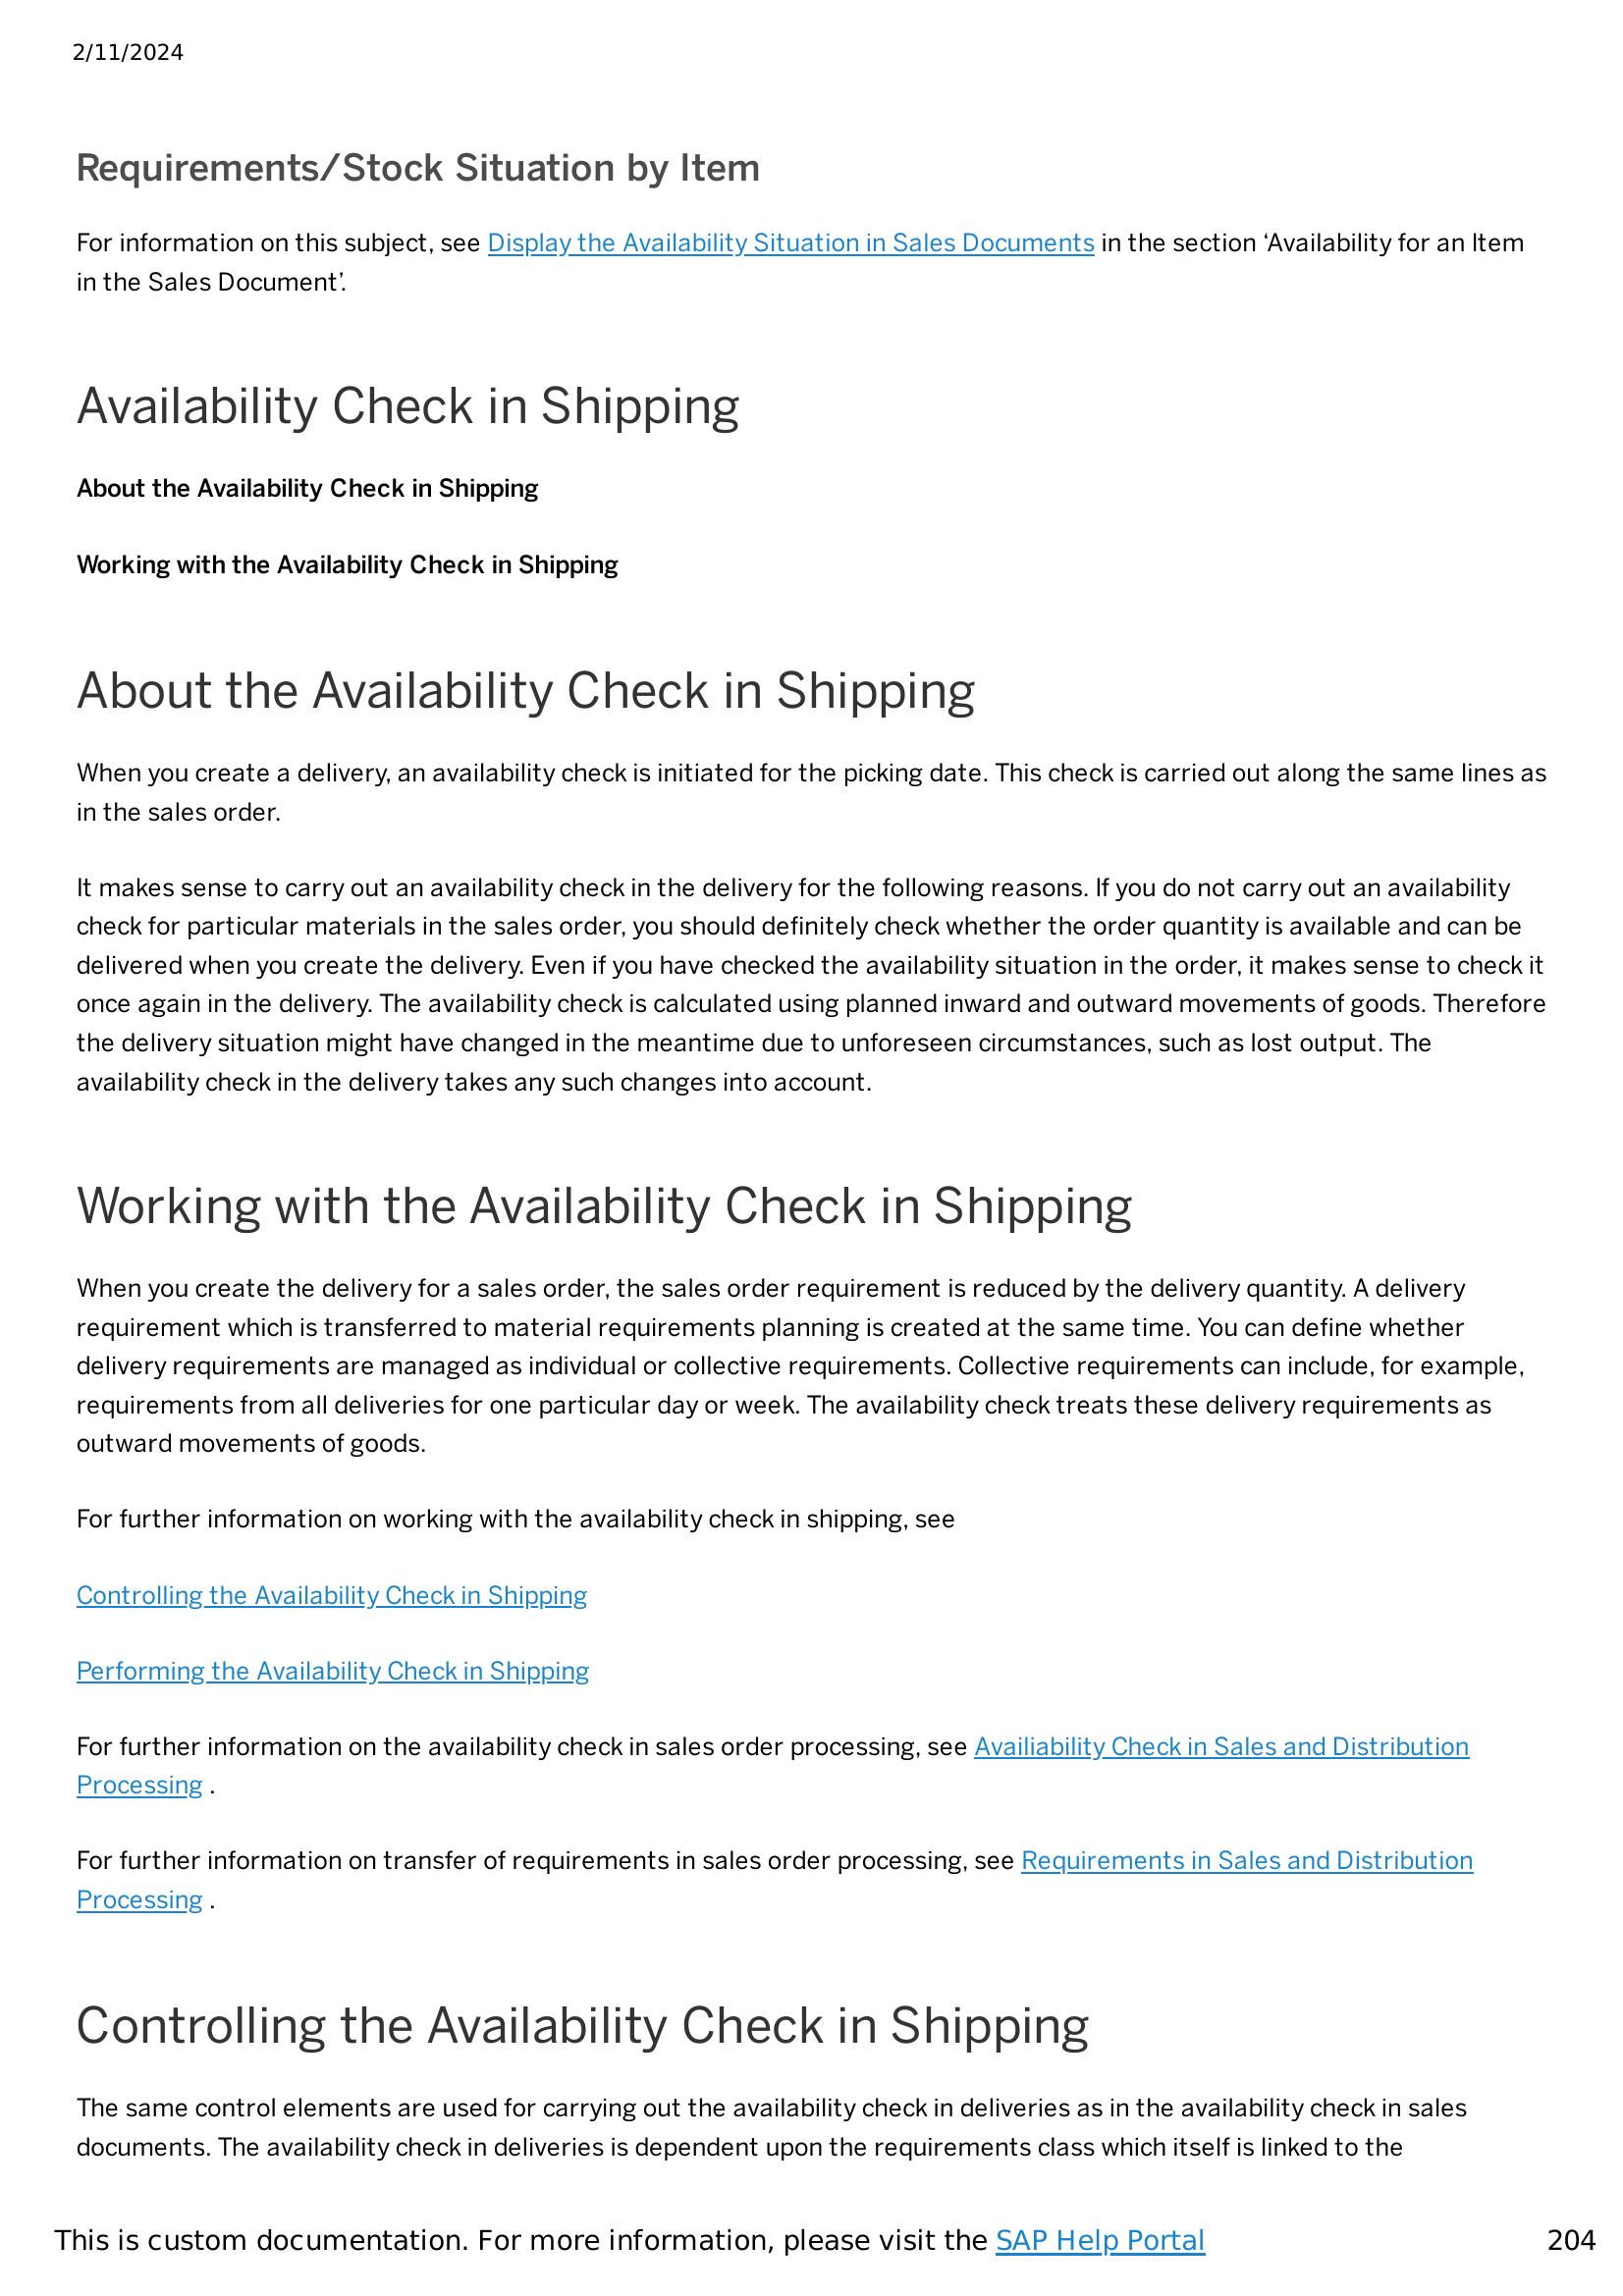 2/11/2024
Requirements/Stock Situation by Item
For information on this subject, see Display the Availability Situation in Sales Documents in the section ‘Availability for an Item
in the Sales Document’.
Availability Check in Shipping
About the Availability Check in Shipping
Working with the Availability Check in Shipping
About the Availability Check in Shipping
When you create a delivery, an availability check is initiated for the picking date. This check is carried out along the same lines as
in the sales order.
It makes sense to carry out an availability check in the delivery for the following reasons. If you do not carry out an availability
check for particular materials in the sales order, you should definitely check whether the order quantity is available and can be
delivered when you create the delivery. Even if you have checked the availability situation in the order, it makes sense to check it
once again in the delivery. The availability check is calculated using planned inward and outward movements of goods. Therefore
the delivery situation might have changed in the meantime due to unforeseen circumstances, such as lost output. The
availability check in the delivery takes any such changes into account.
Working with the Availability Check in Shipping
When you create the delivery for a sales order, the sales order requirement is reduced by the delivery quantity. A delivery
requirement which is transferred to material requirements planning is created at the same time. You can define whether
delivery requirements are managed as individual or collective requirements. Collective requirements can include, for example,
requirements from all deliveries for one particular day or week. The availability check treats these delivery requirements as
outward movements of goods.
For further information on working with the availability check in shipping, see
Controlling the Availability Check in Shipping
Performing the Availability Check in Shipping
For further information on the availability check in sales order processing, see Availiability Check in Sales and Distribution
Processing .
For further information on transfer of requirements in sales order processing, see Requirements in Sales and Distribution
Processing .
Controlling the Availability Check in Shipping
The same control elements are used for carrying out the availability check in deliveries as in the availability check in sales
documents. The availability check in deliveries is dependent upon the requirements class which itself is linked to the
This is custom documentation. For more information, please visit the SAP Help Portal 204